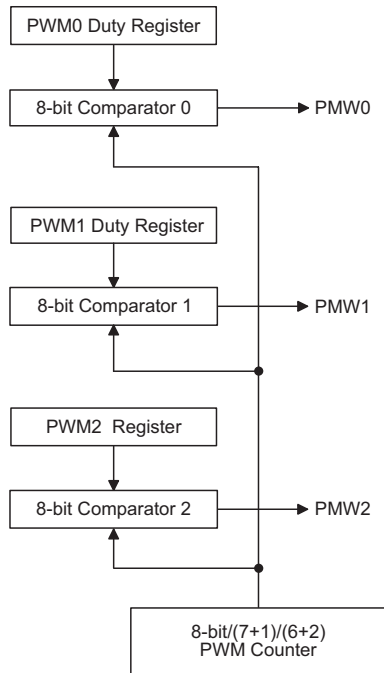 PWM0 Duty Register
8-bit Comparator 0
PMW0
PWM1 Duty Register
8-bit Comparator 1
PMW1
PWM2 Register
8-bit Comparator 2
PMW2
8-bit/(7+1)/(6+2)
PWM Counter